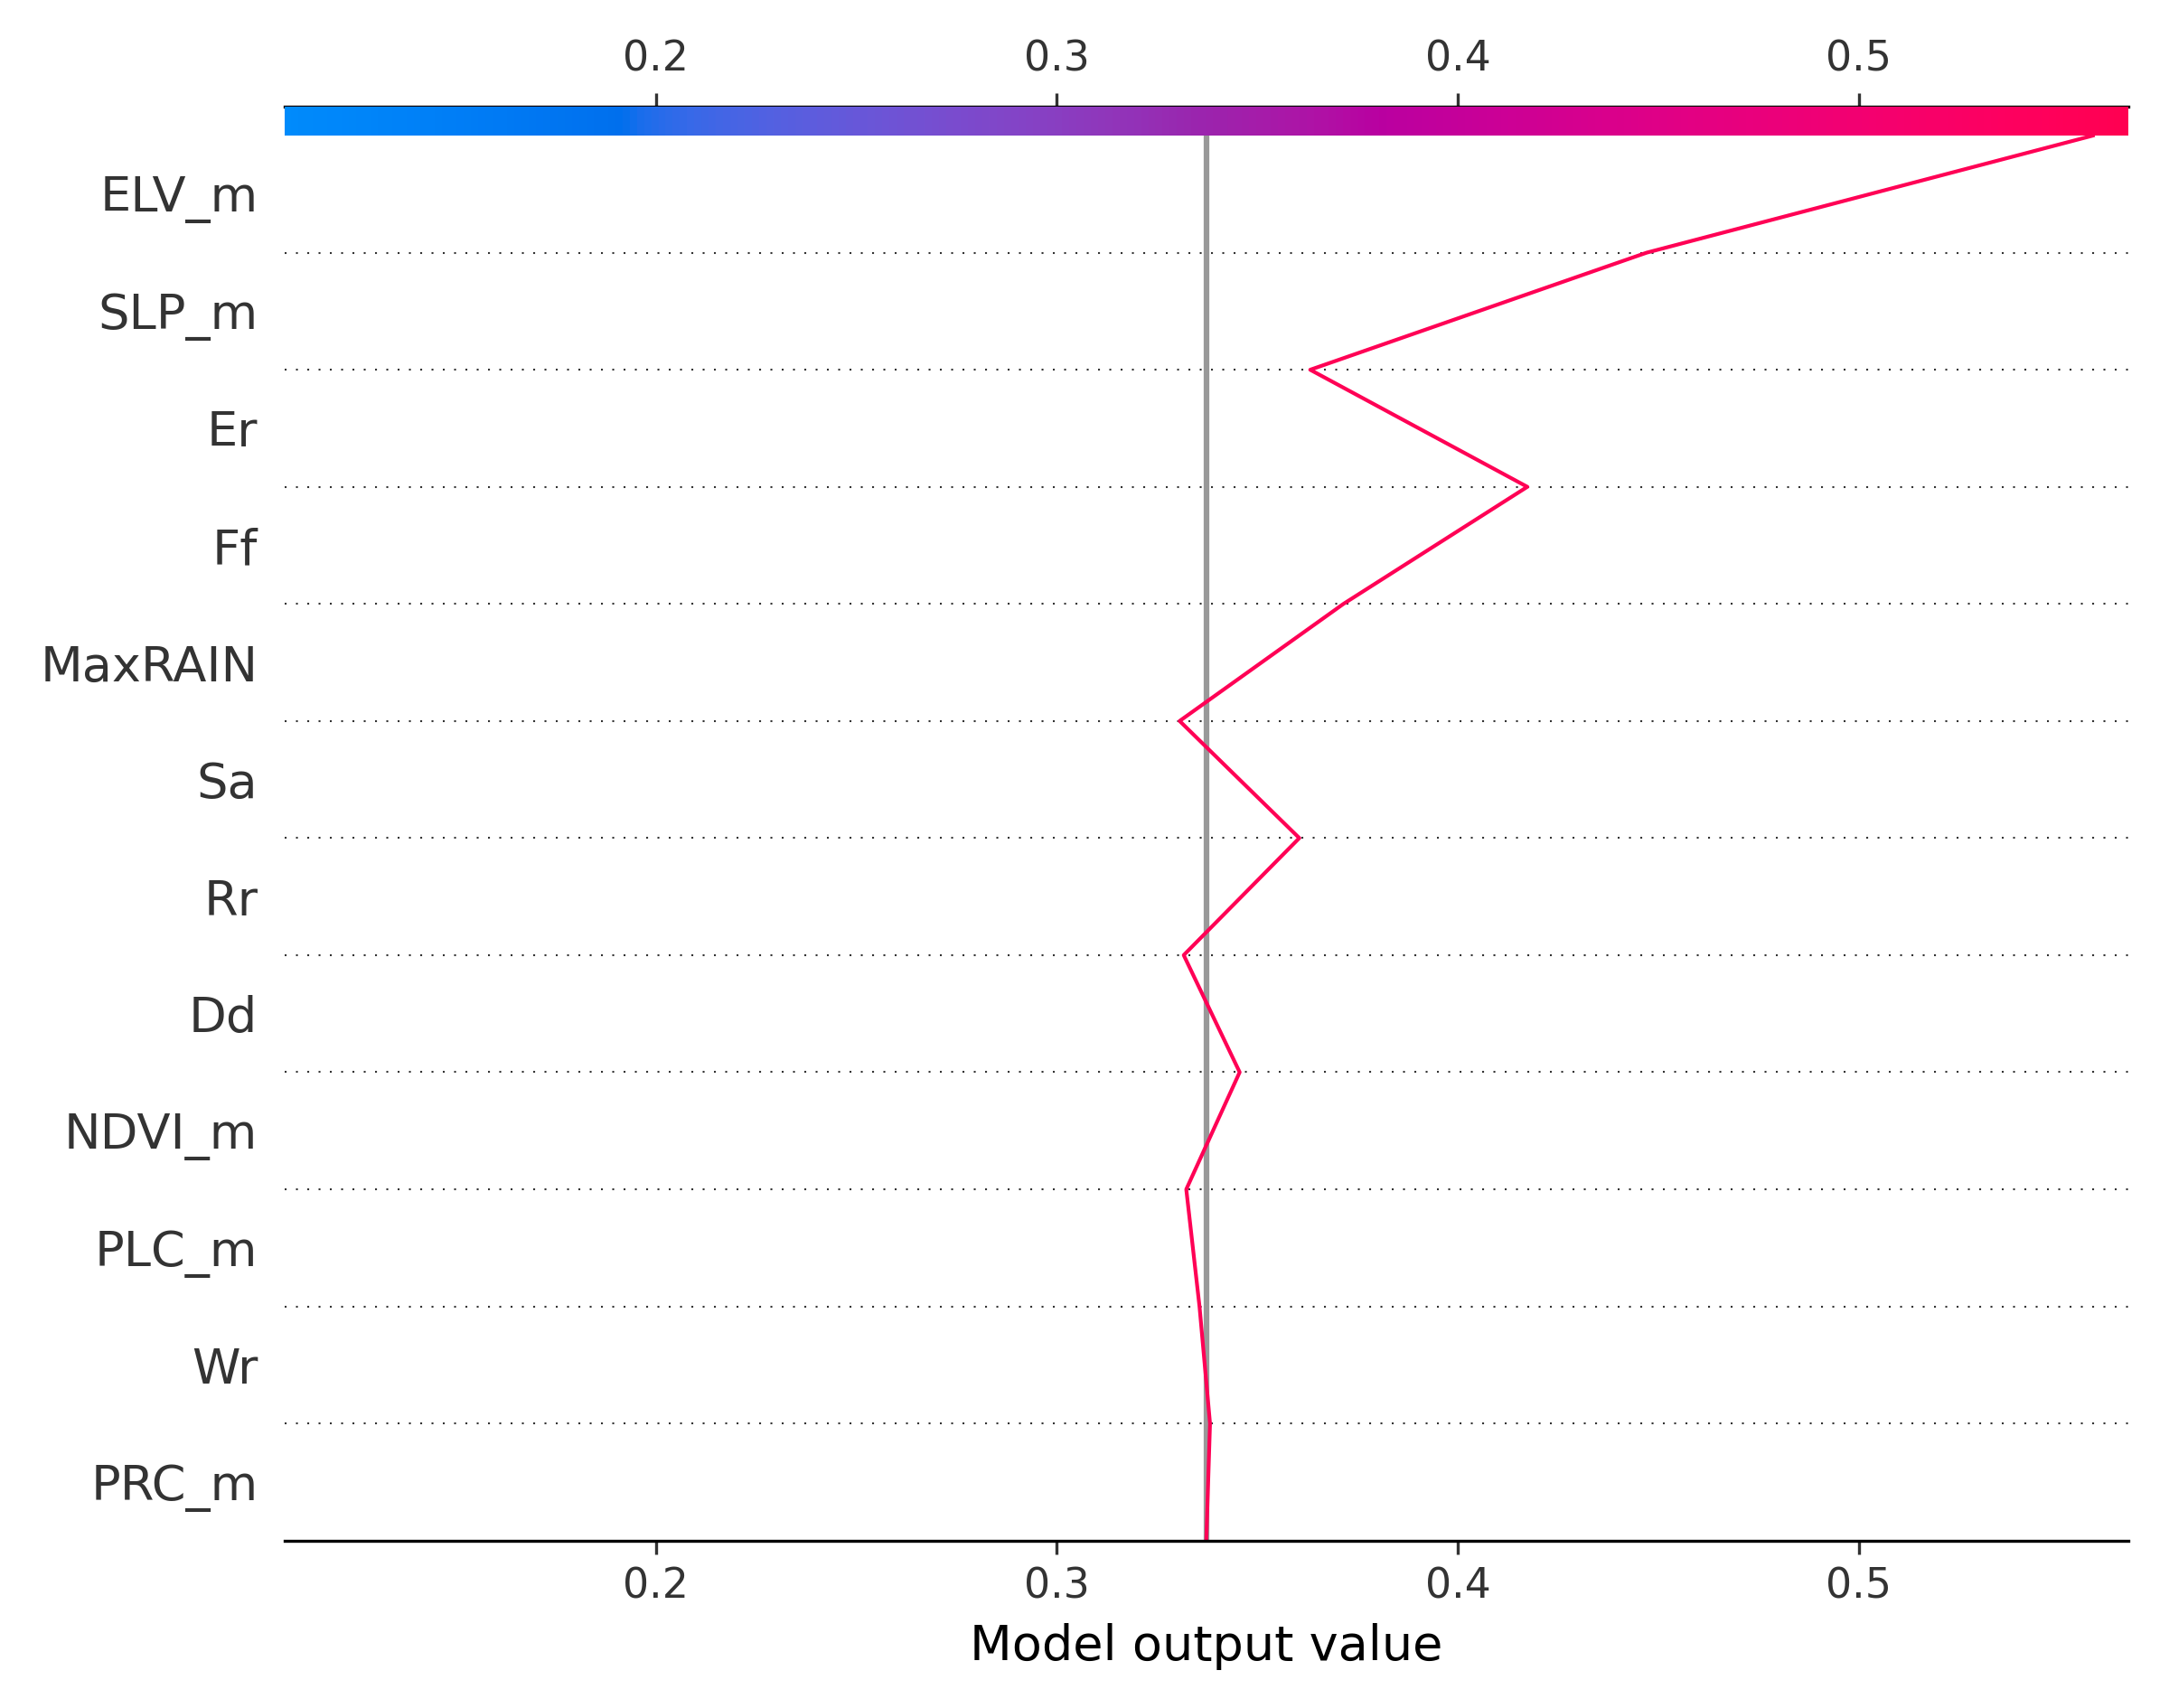 0.2 0.3 0.4 0.5
ELV_m
SLP_m
Er
Ff
MaxRAIN
Sa
Rr
Dd
NDVI_m
PLC_m
Wr
PRC_m
0.2 0.3 0.4 0.5
Model output value